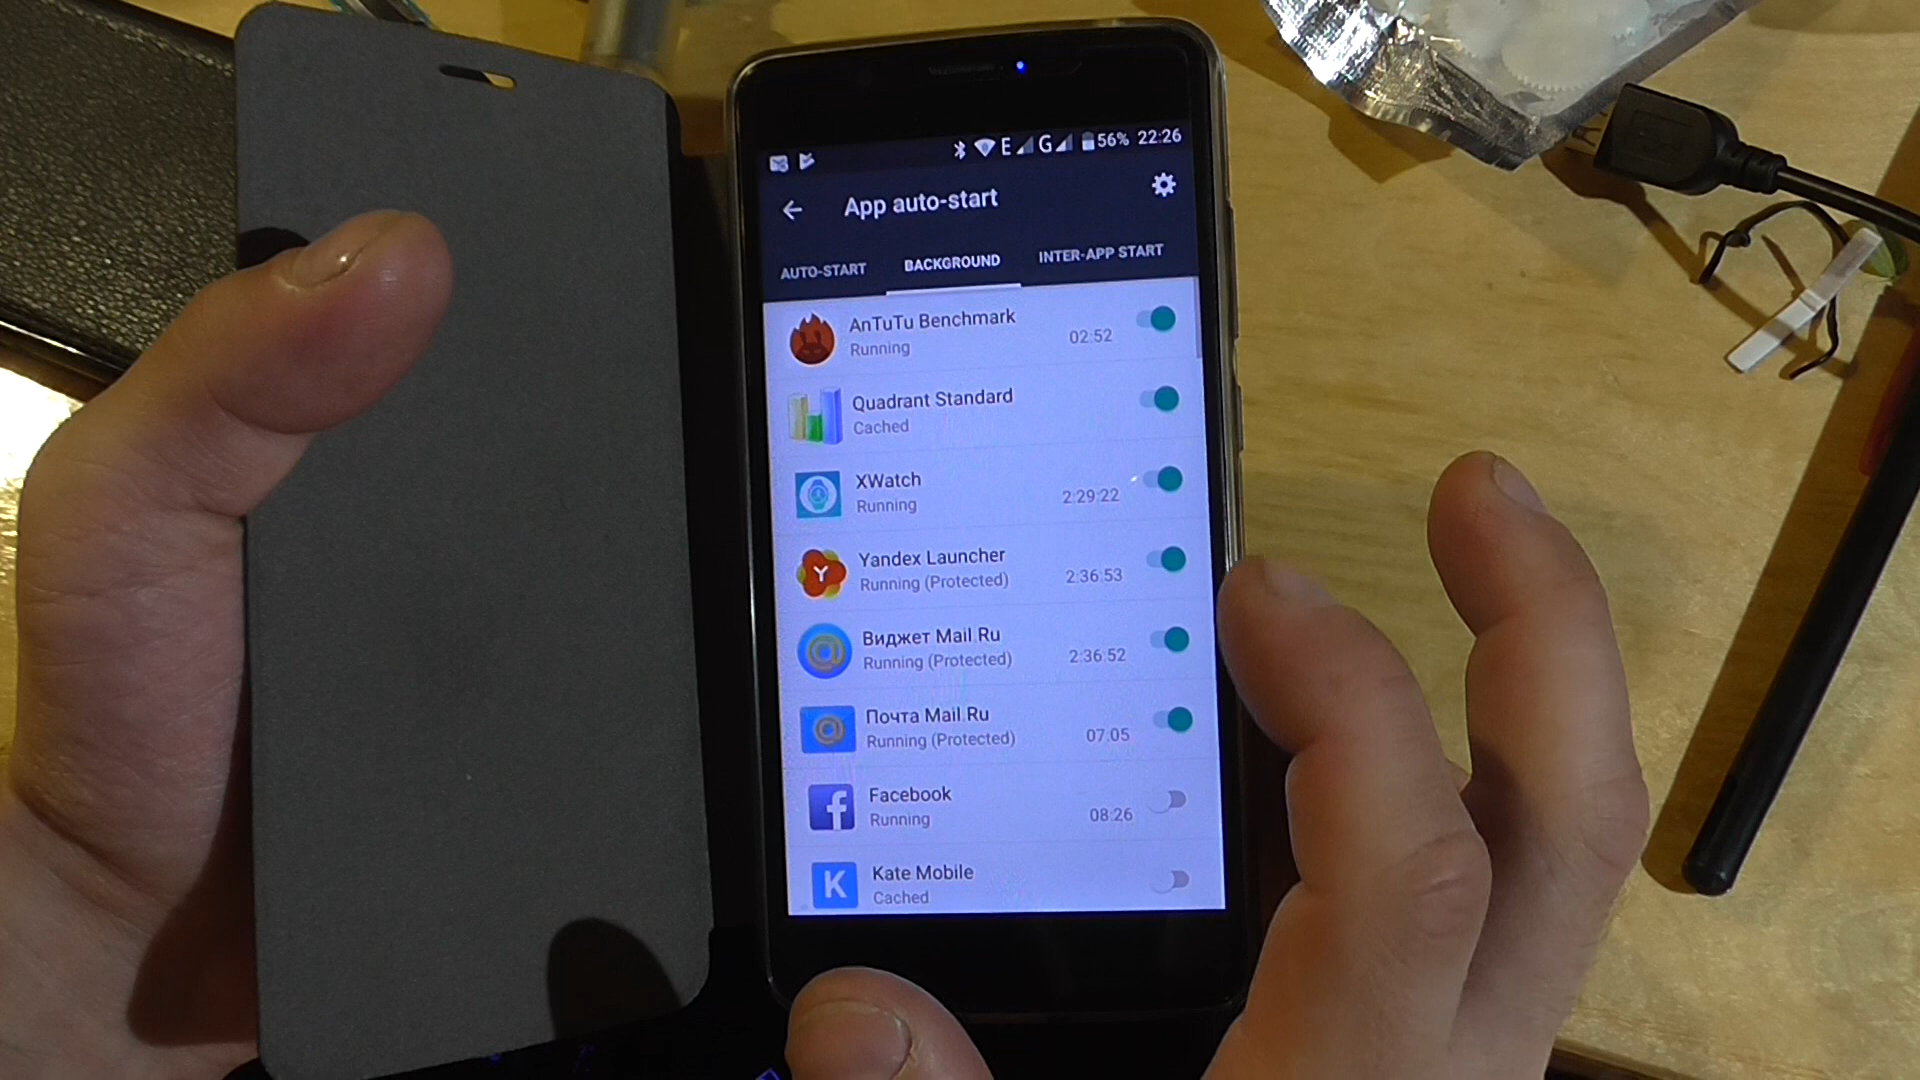 E G 56% 22:26
App auto-start
AUTO-START BACKGROUND INTER-APP START
AnTuTu Benchmark
Running 02:52
Quadrant Standard
Cached
XWatch
Running 2:29:22
Yandex Launcher
Running (Protected) 2:36:53
Виджет Mail.Ru
Running (Protected) 2:36:52
Почта Mail.Ru
Running (Protected) 07:05
Facebook
Running 08:26
Kate Mobile
Cached